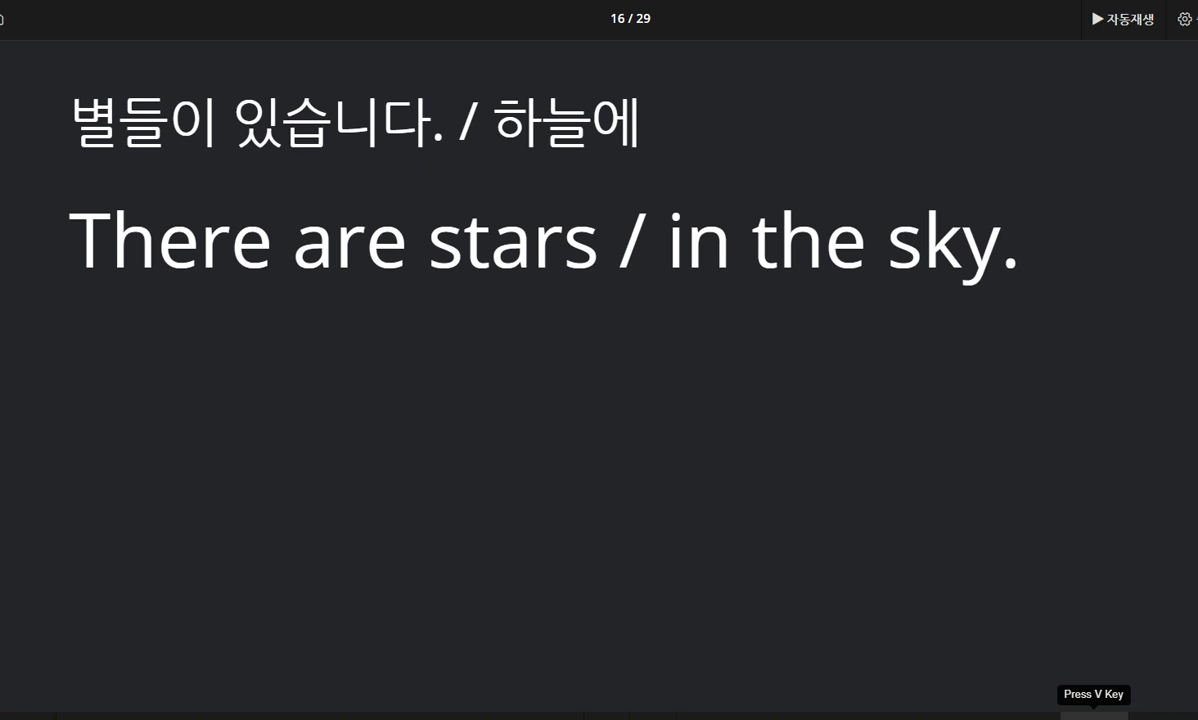 16 / 29
▶ 자동재생
별들이 있습니다. / 하늘에
There are stars / in the sky.
Press V Key